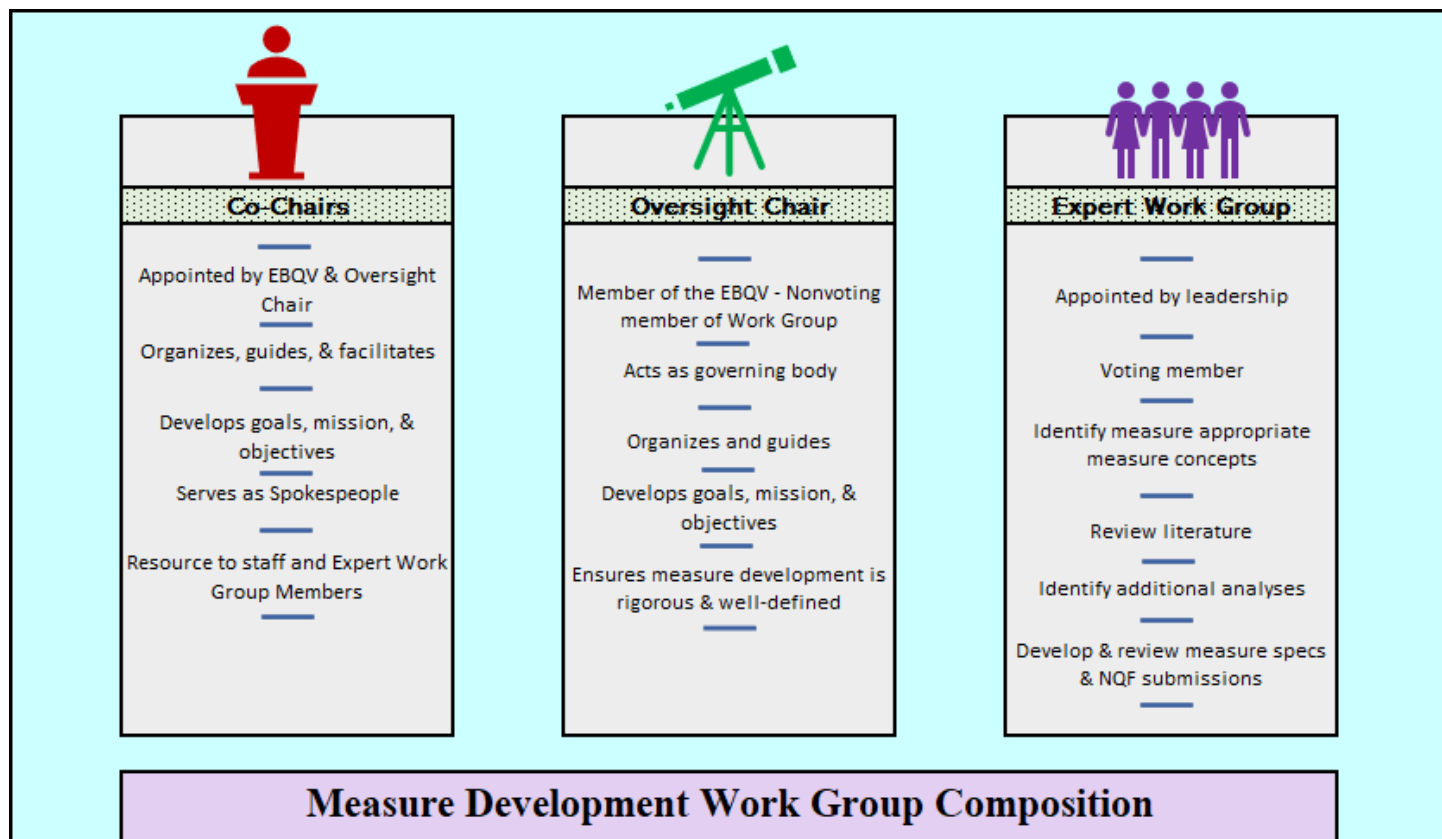 Co-Chairs
Appointed by EBQV & Oversight
Chair
Organizes, guides, & facilitates
Develops goals, mission, &
objectives
Serves as Spokespeople
Resource to staff and Expert Work
Group Members
Oversight Chair
Member of the EBQV - Nonvoting
member of Work Group
Acts as governing body
Organizes and guides
Develops goals, mission, &
objectives
Ensures measure development is
rigorous & well-defined
Expert Work Group
Appointed by leadership
Voting member
Identify measure appropriate
measure concepts
Review literature
Identify additional analyses
Develop & review measure specs
& NQF submissions
Measure Development Work Group Composition